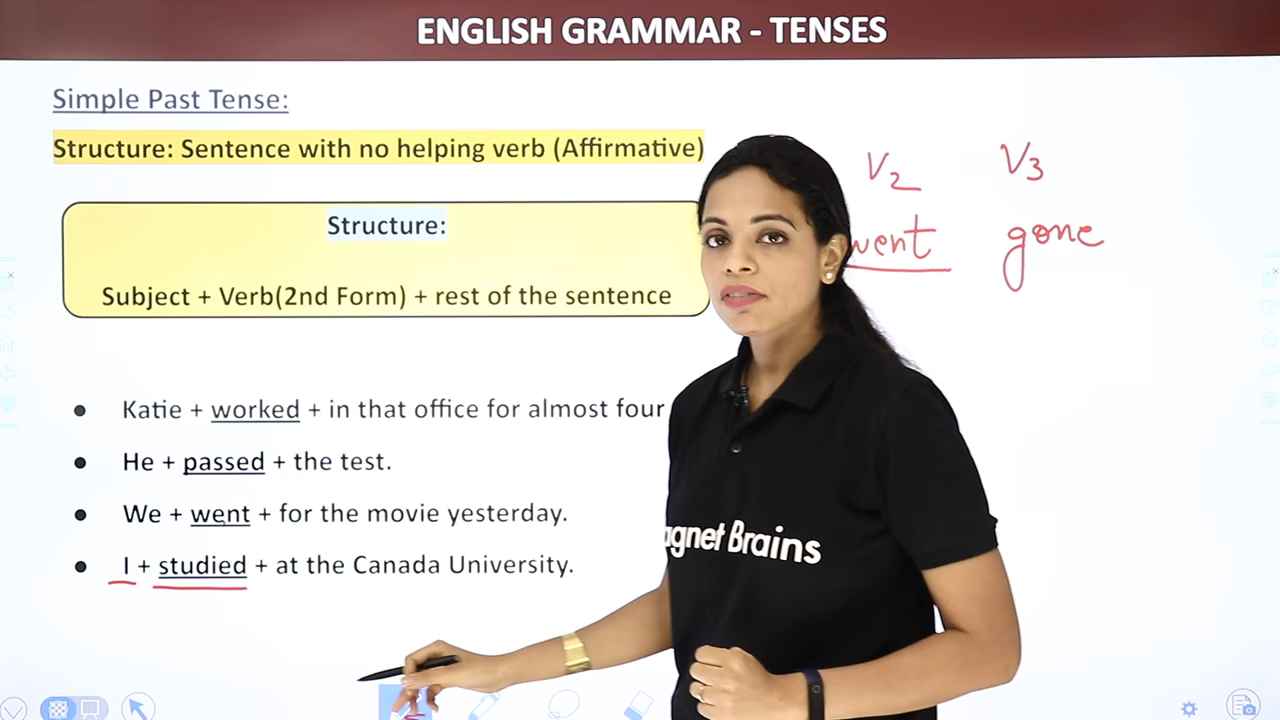 ENGLISH GRAMMAR - TENSES
Simple Past Tense:
Structure: Sentence with no helping verb (Affirmative)
V2 V3
went gone
Structure:
Subject + Verb(2nd Form) + rest of the sentence
● Katie + worked + in that office for almost four
● He + passed + the test.
● We + went + for the movie yesterday.
● I + studied + at the Canada University.
agnet Brains